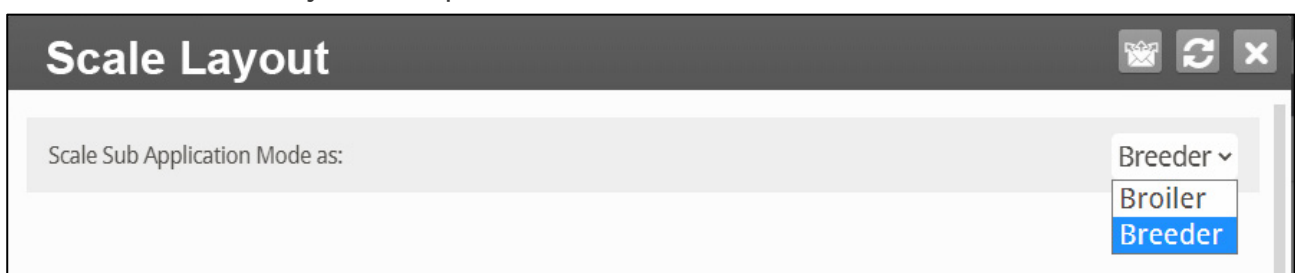 Scale Layout
Scale Sub Application Mode as:
Breeder
Broiler
Breeder